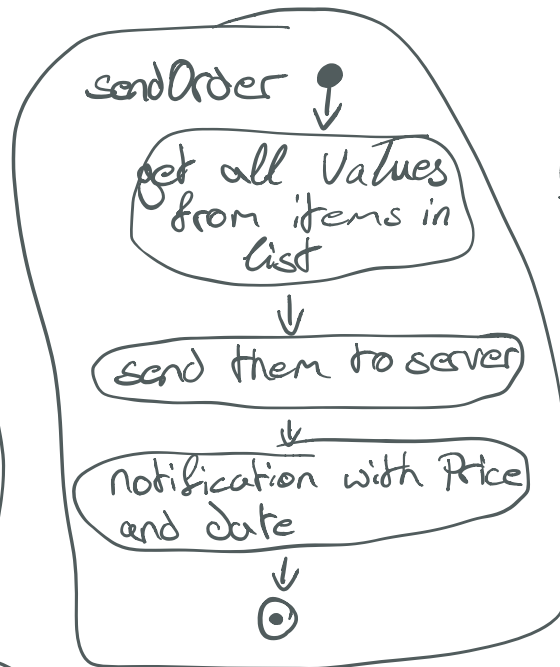 sendOrder
get all Values
from items in
list
send them to server
notification with Price
and date